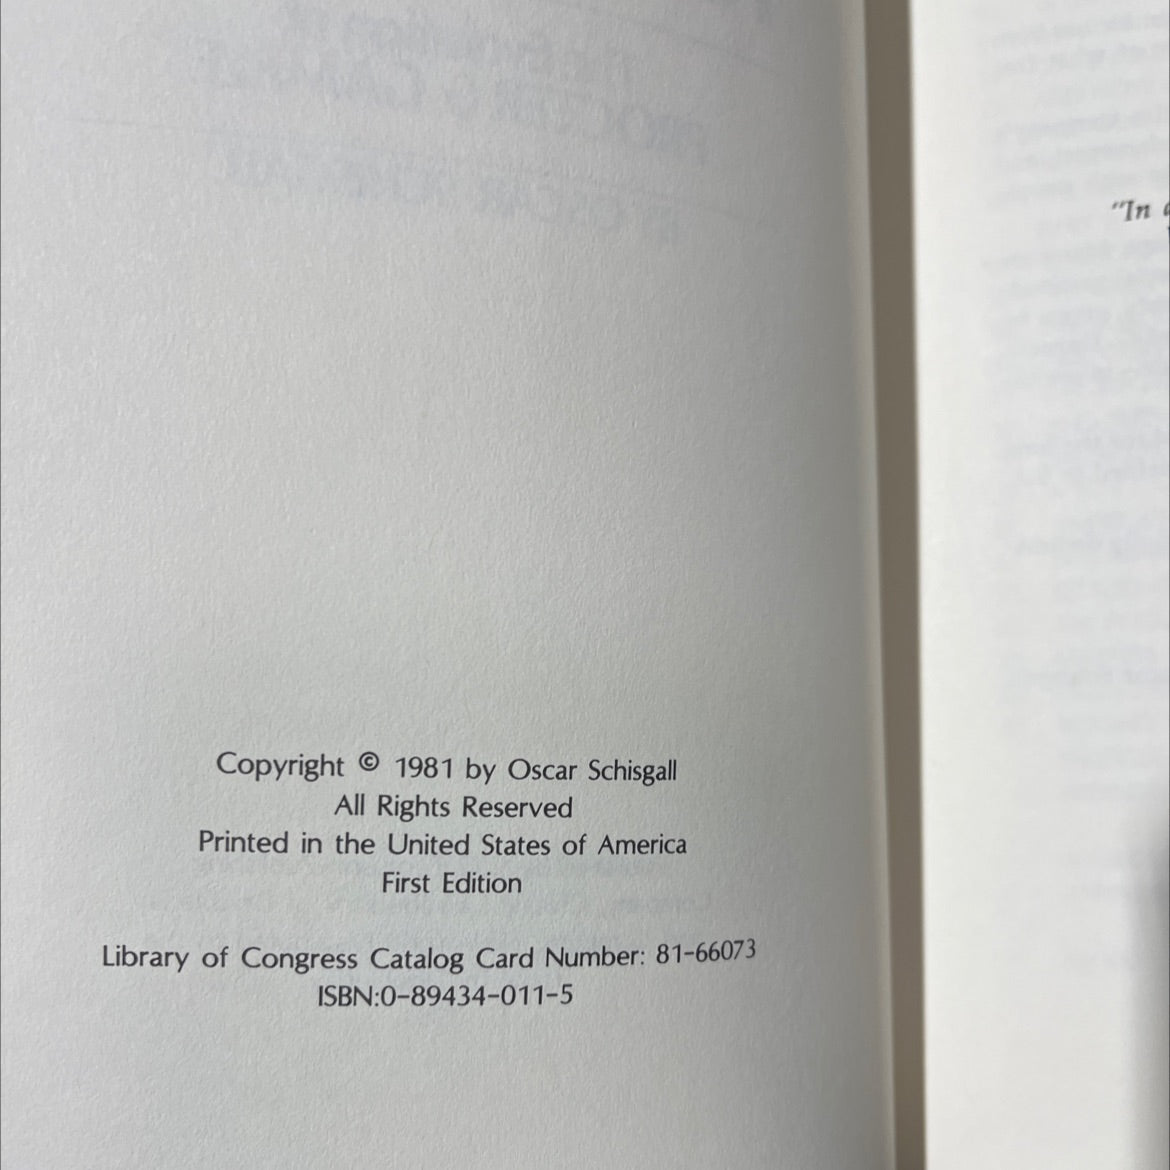 Copyright © 1981 by Oscar Schisgall
All Rights Reserved
Printed in the United States of America
First Edition
Library of Congress Catalog Card Number: 81-66073
ISBN:0-89434-011-5
"In